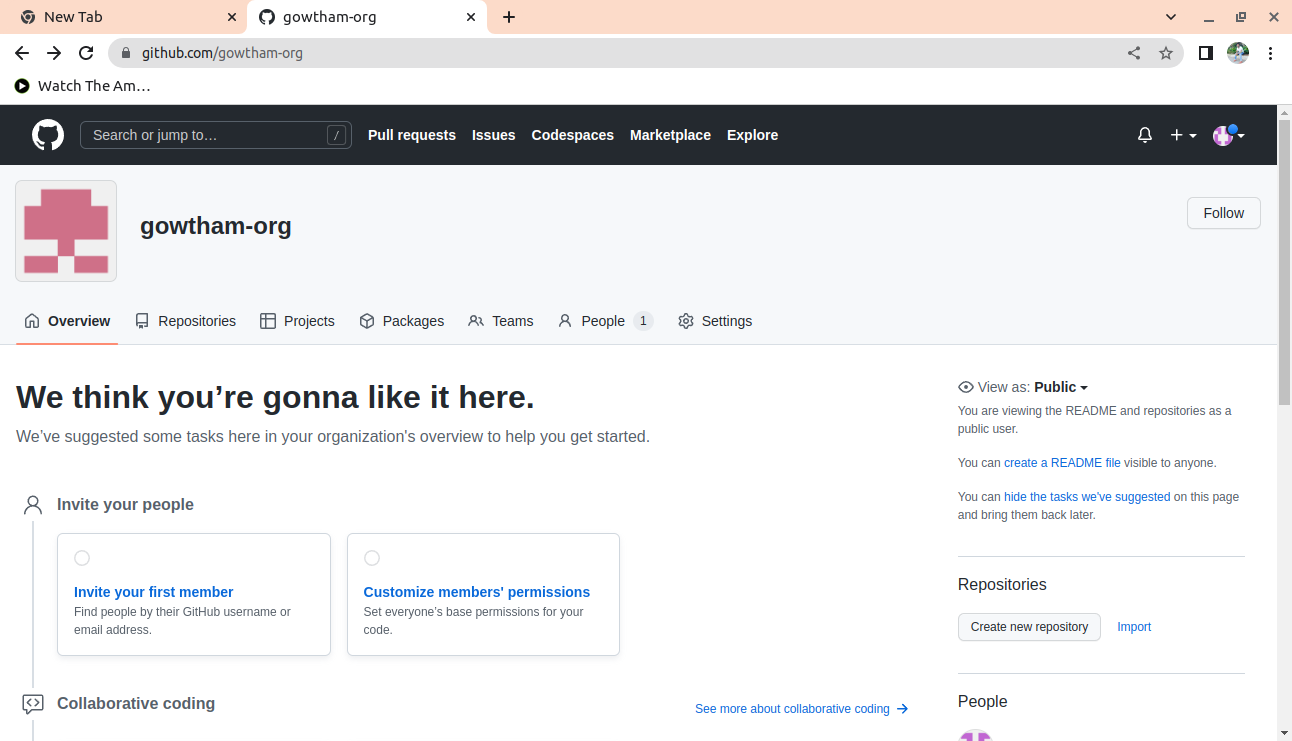 New Tab
gowtham-org
github.com/gowtham-org
Watch The Am…
Search or jump to…
/
Pull requests
Issues
Codespaces
Marketplace
Explore
gowtham-org
Follow
Overview
Repositories
Projects
Packages
Teams
People 1
Settings
We think you’re gonna like it here.
We’ve suggested some tasks here in your organization's overview to help you get started.
Invite your people
Invite your first member
Find people by their GitHub username or
email address.
Customize members' permissions
Set everyone’s base permissions for your
code.
Collaborative coding
See more about collaborative coding
View as: Public
You are viewing the README and repositories as a
public user.
You can create a README file visible to anyone.
You can hide the tasks we've suggested on this page
and bring them back later.
Repositories
Create new repository
Import
People